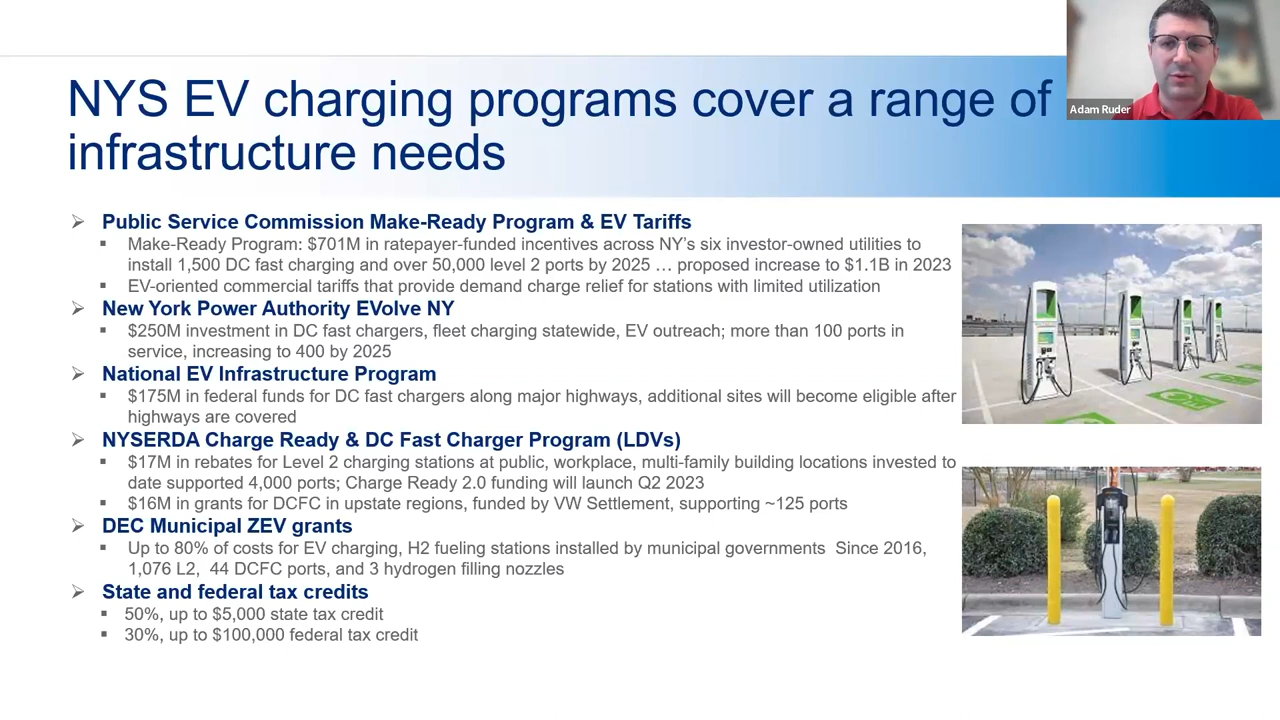 NYS EV charging programs cover a range of
infrastructure needs
Adam Ruder
➢ Public Service Commission Make-Ready Program & EV Tariffs
▪ Make-Ready Program: $701M in ratepayer-funded incentives across NY's six investor-owned utilities to
install 1,500 DC fast charging and over 50,000 level 2 ports by 2025 … proposed increase to $1.1B in 2023
▪ EV-oriented commercial tariffs that provide demand charge relief for stations with limited utilization
➢ New York Power Authority EVolve NY
▪ $250M investment in DC fast chargers, fleet charging statewide, EV outreach; more than 100 ports in
service, increasing to 400 by 2025
➢ National EV Infrastructure Program
▪ $175M in federal funds for DC fast chargers along major highways, additional sites will become eligible after
highways are covered
➢ NYSERDA Charge Ready & DC Fast Charger Program (LDVs)
▪ $17M in rebates for Level 2 charging stations at public, workplace, multi-family building locations invested to
date supported 4,000 ports; Charge Ready 2.0 funding will launch Q2 2023
▪ $16M in grants for DCFC in upstate regions, funded by VW Settlement, supporting ~125 ports
➢ DEC Municipal ZEV grants
▪ Up to 80% of costs for EV charging, H2 fueling stations installed by municipal governments Since 2016,
1,076 L2, 44 DCFC ports, and 3 hydrogen filling nozzles
➢ State and federal tax credits
▪ 50%, up to $5,000 state tax credit
▪ 30%, up to $100,000 federal tax credit